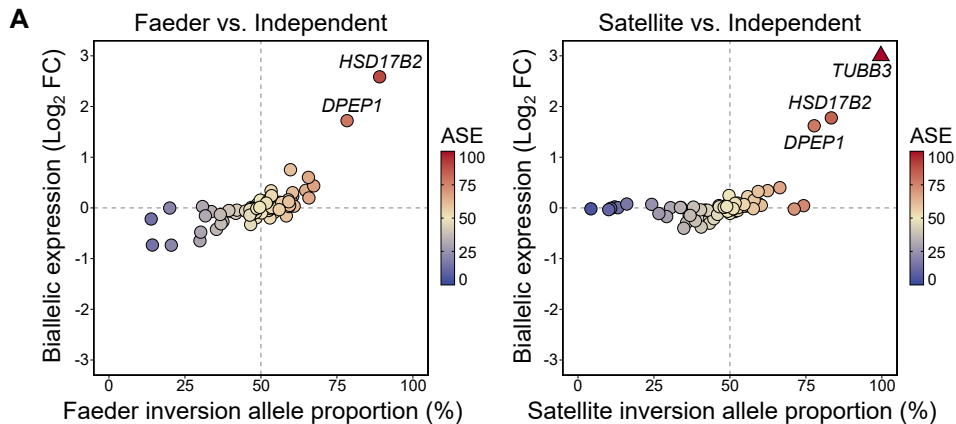 A
Faeder vs. Independent
Biallelic expression (Log₂ FC)
3
2
1
0
-1
-2
-3
HSD17B2
DPEP1
0
25
50
75
100
Faeder inversion allele proportion (%)
ASE
100
75
50
25
0
Satellite vs. Independent
Biallelic expression (Log₂ FC)
3
2
1
0
-1
-2
-3
TUBB3
HSD17B2
DPEP1
0
25
50
75
100
Satellite inversion allele proportion (%)
ASE
100
75
50
25
0